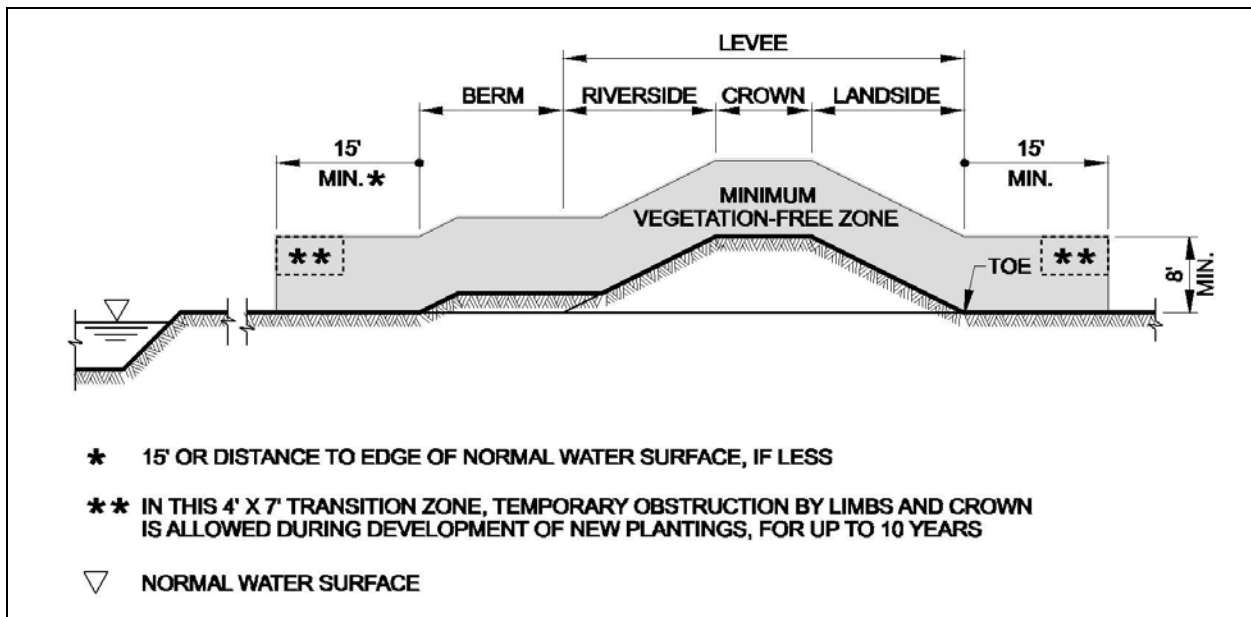 LEVEE
BERM
RIVERSIDE
CROWN
LANDSIDE
15'
MIN. *
15'
MIN.
MINIMUM
VEGETATION-FREE ZONE
* *
* *
TOE
8'
MIN.
* 15' OR DISTANCE TO EDGE OF NORMAL WATER SURFACE, IF LESS
* * IN THIS 4' X 7' TRANSITION ZONE, TEMPORARY OBSTRUCTION BY LIMBS AND CROWN
IS ALLOWED DURING DEVELOPMENT OF NEW PLANTINGS, FOR UP TO 10 YEARS
NORMAL WATER SURFACE